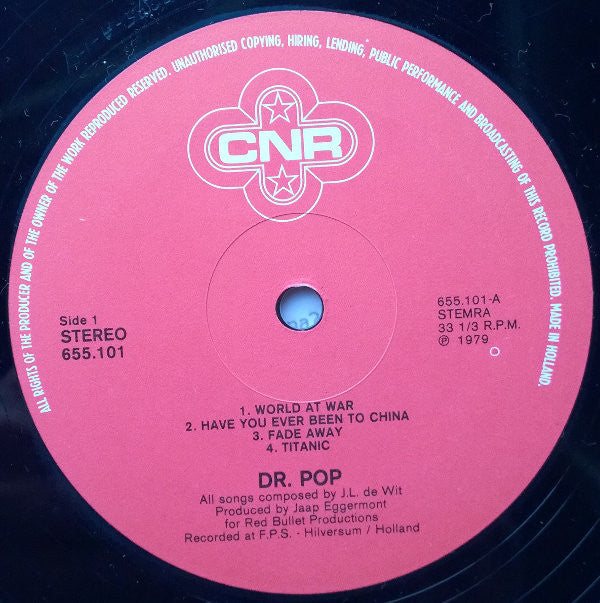 ALL RIGHTS OF THE PRODUCER AND OF THE OWNER OF THE WORK REPRODUCED RESERVED. UNAUTHORISED COPYING, HIRING, LENDING, PUBLIC PERFORMANCE AND BROADCASTING OF THIS RECORD PROHIBITED. MADE IN HOLLAND.
CNR
Side 1
STEREO
655.101
655.101-A
STEMRA
33 1/3 R.P.M.
℗ 1979
1. WORLD AT WAR
2. HAVE YOU EVER BEEN TO CHINA
3. FADE AWAY
4. TITANIC
DR. POP
All songs composed by J.L. de Wit
Produced by Jaap Eggermont
for Red Bullet Productions
Recorded at F.P.S. - Hilversum / Holland